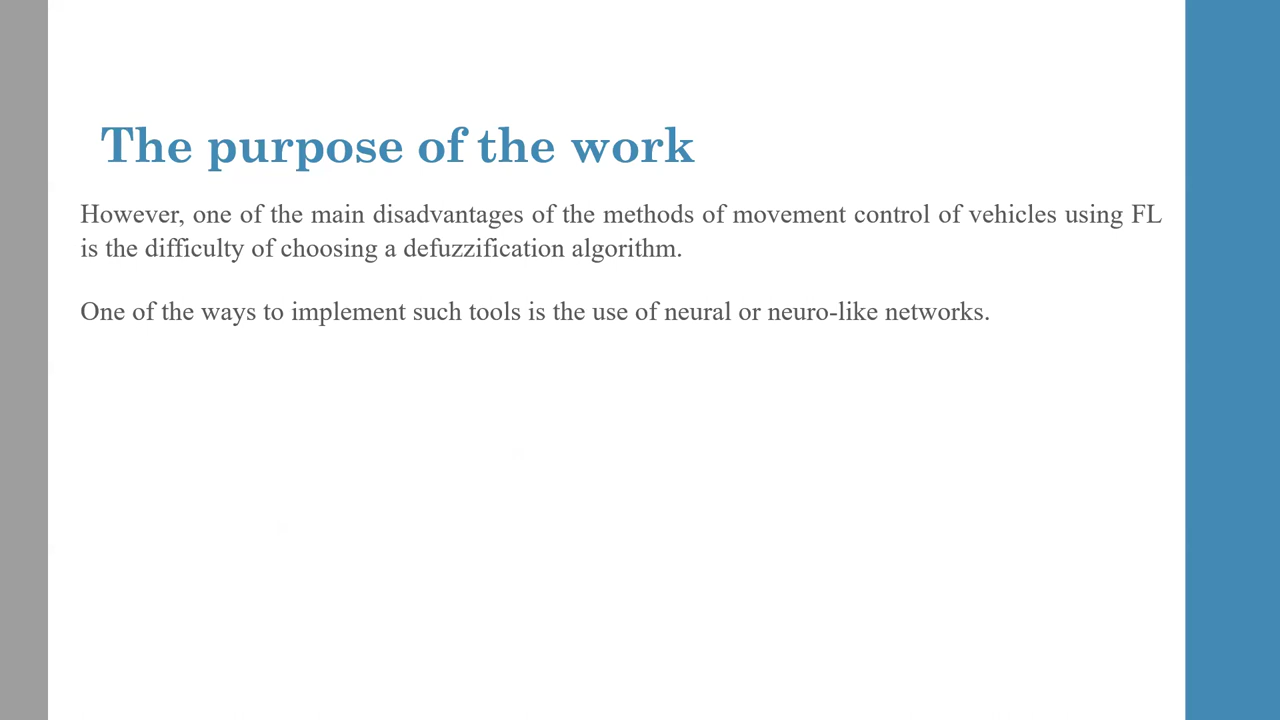 The purpose of the work
However, one of the main disadvantages of the methods of movement control of vehicles using FL
is the difficulty of choosing a defuzzification algorithm.
One of the ways to implement such tools is the use of neural or neuro-like networks.